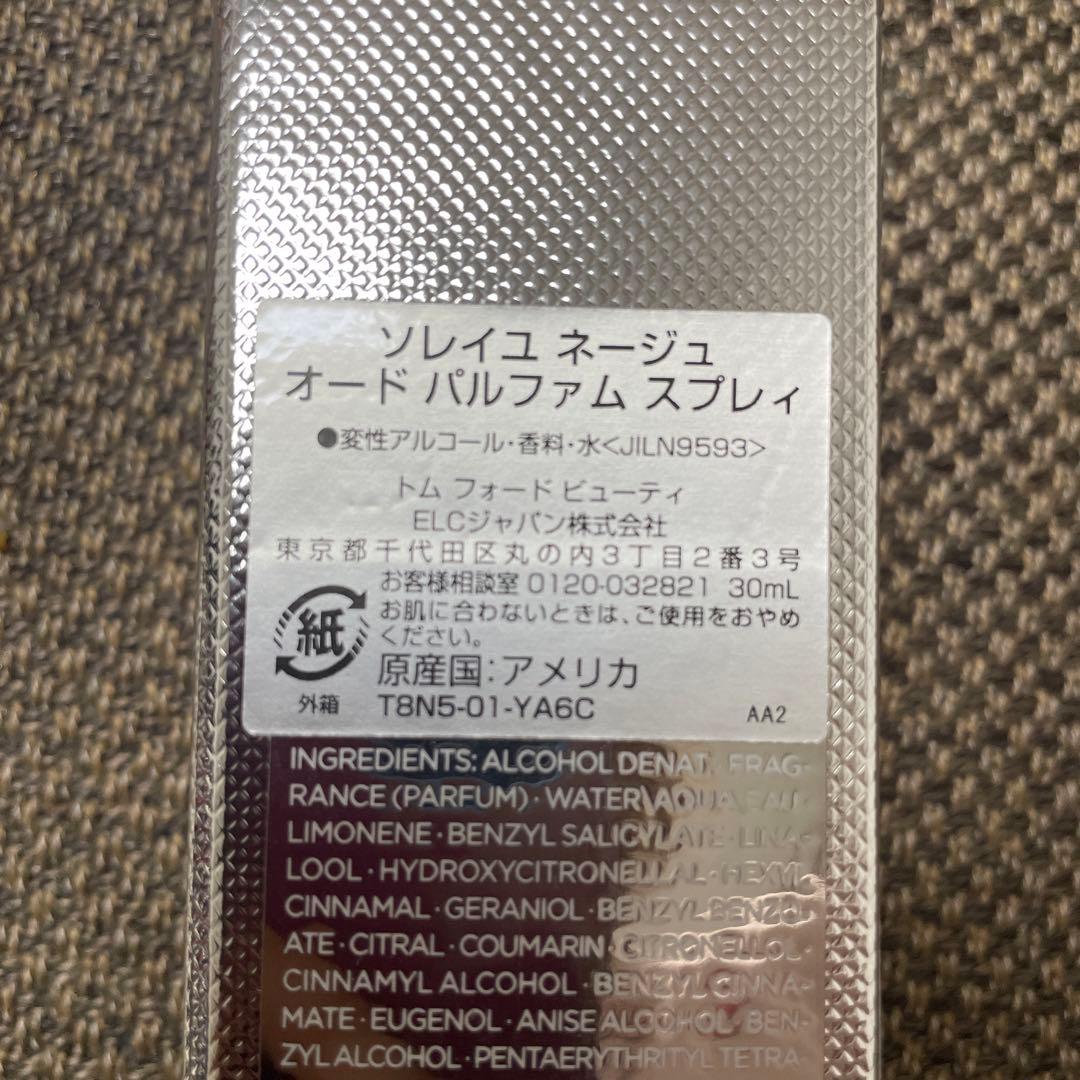 ソレイユ ネージュ
オード パルファム スプレィ
●変性アルコール・香料・水<JILN9593>
トム フォード ビューティ
ELCジャパン株式会社
東京都千代田区丸の内3丁目2番3号
お客様相談室 0120-032821 30mL
お肌に合わないときは、ご使用をおやめ
ください。
紙
原産国：アメリカ
外箱 T8N5-01-YA6C AA2
INGREDIENTS: ALCOHOL DENAT· FRAG-
RANCE (PARFUM) · WATER\AQUA\EAU ·
LIMONENE · BENZYL SALICYLATE · LINA-
LOOL · HYDROXYCITRONELLAL · HEXYL
CINNAMAL · GERANIOL · BENZYL BENZO-
ATE · CITRAL · COUMARIN · CITRONELLOL ·
CINNAMYL ALCOHOL · BENZYL CINNA-
MATE · EUGENOL · ANISE ALCOHOL · BEN-
ZYL ALCOHOL · PENTAERYTHRITYL TETRA-